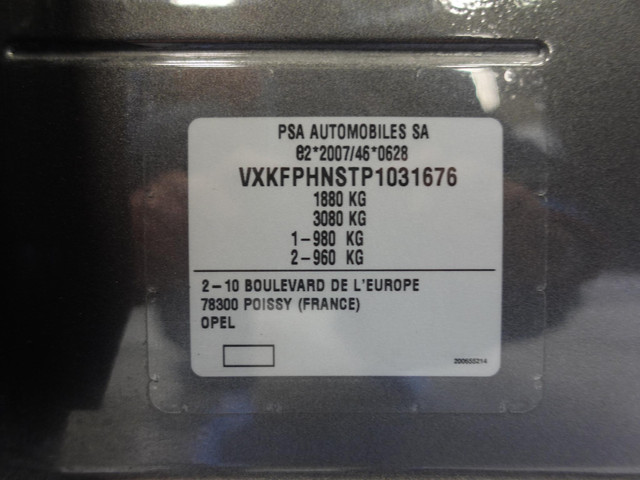 PSA AUTOMOBILES SA
e2*2007/46*0628
VXKFPHNSTP1031676
1880 KG
3080 KG
1-980 KG
2-960 KG
2-10 BOULEVARD DE L'EUROPE
78300 POISSY (FRANCE)
OPEL